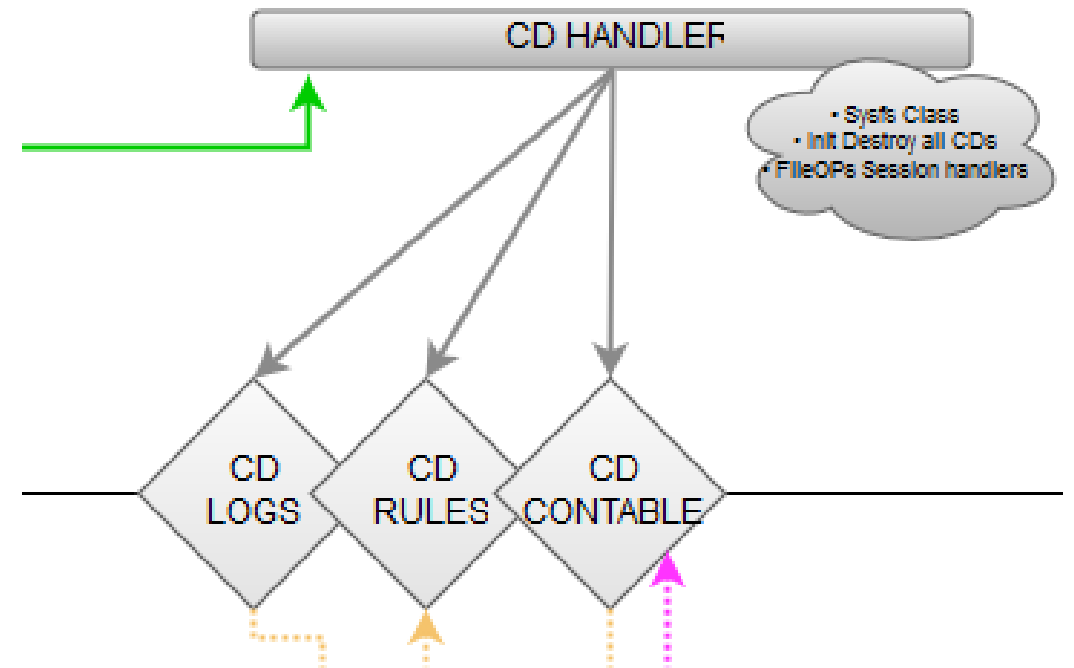 CD HANDLER
• Sysfs Class
• Init Destroy all CDs
• FileOPs Session handlers
CD
LOGS
CD
RULES
CD
CONTABLE